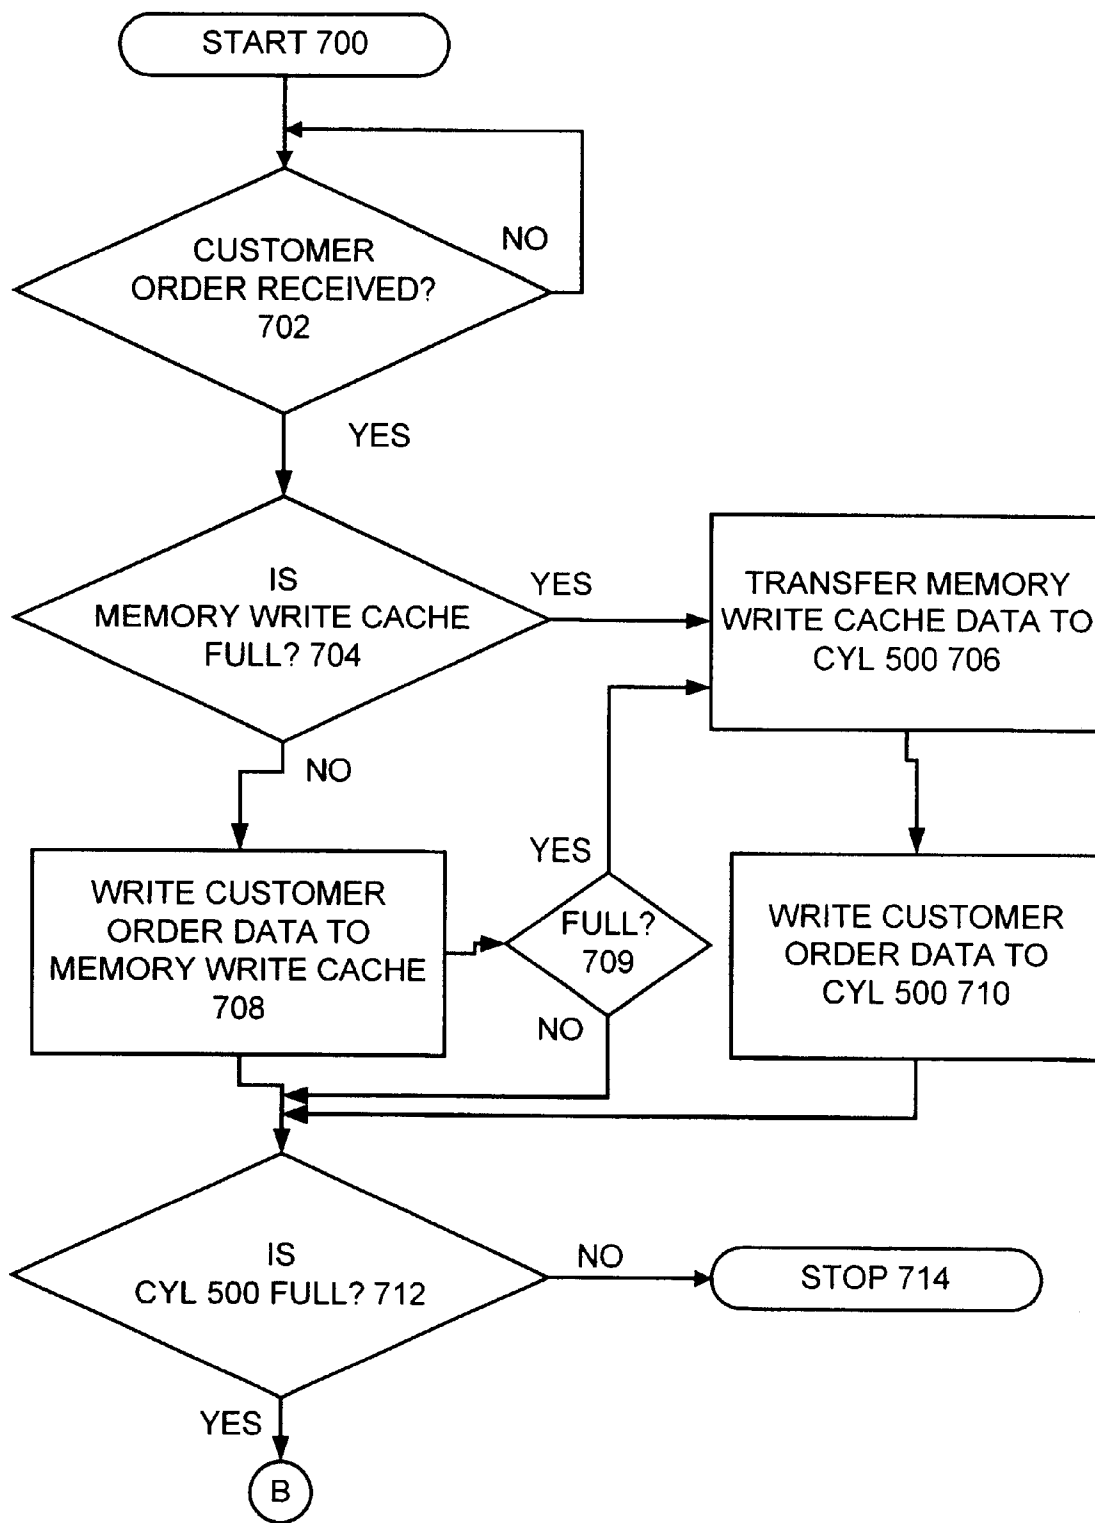 START 700
NO
CUSTOMER
ORDER RECEIVED?
702
YES
IS
MEMORY WRITE CACHE
FULL? 704
YES
TRANSFER MEMORY
WRITE CACHE DATA TO
CYL 500 706
NO
WRITE CUSTOMER
ORDER DATA TO
MEMORY WRITE CACHE
708
YES
FULL?
709
NO
WRITE CUSTOMER
ORDER DATA TO
CYL 500 710
IS
CYL 500 FULL? 712
NO
STOP 714
YES
B